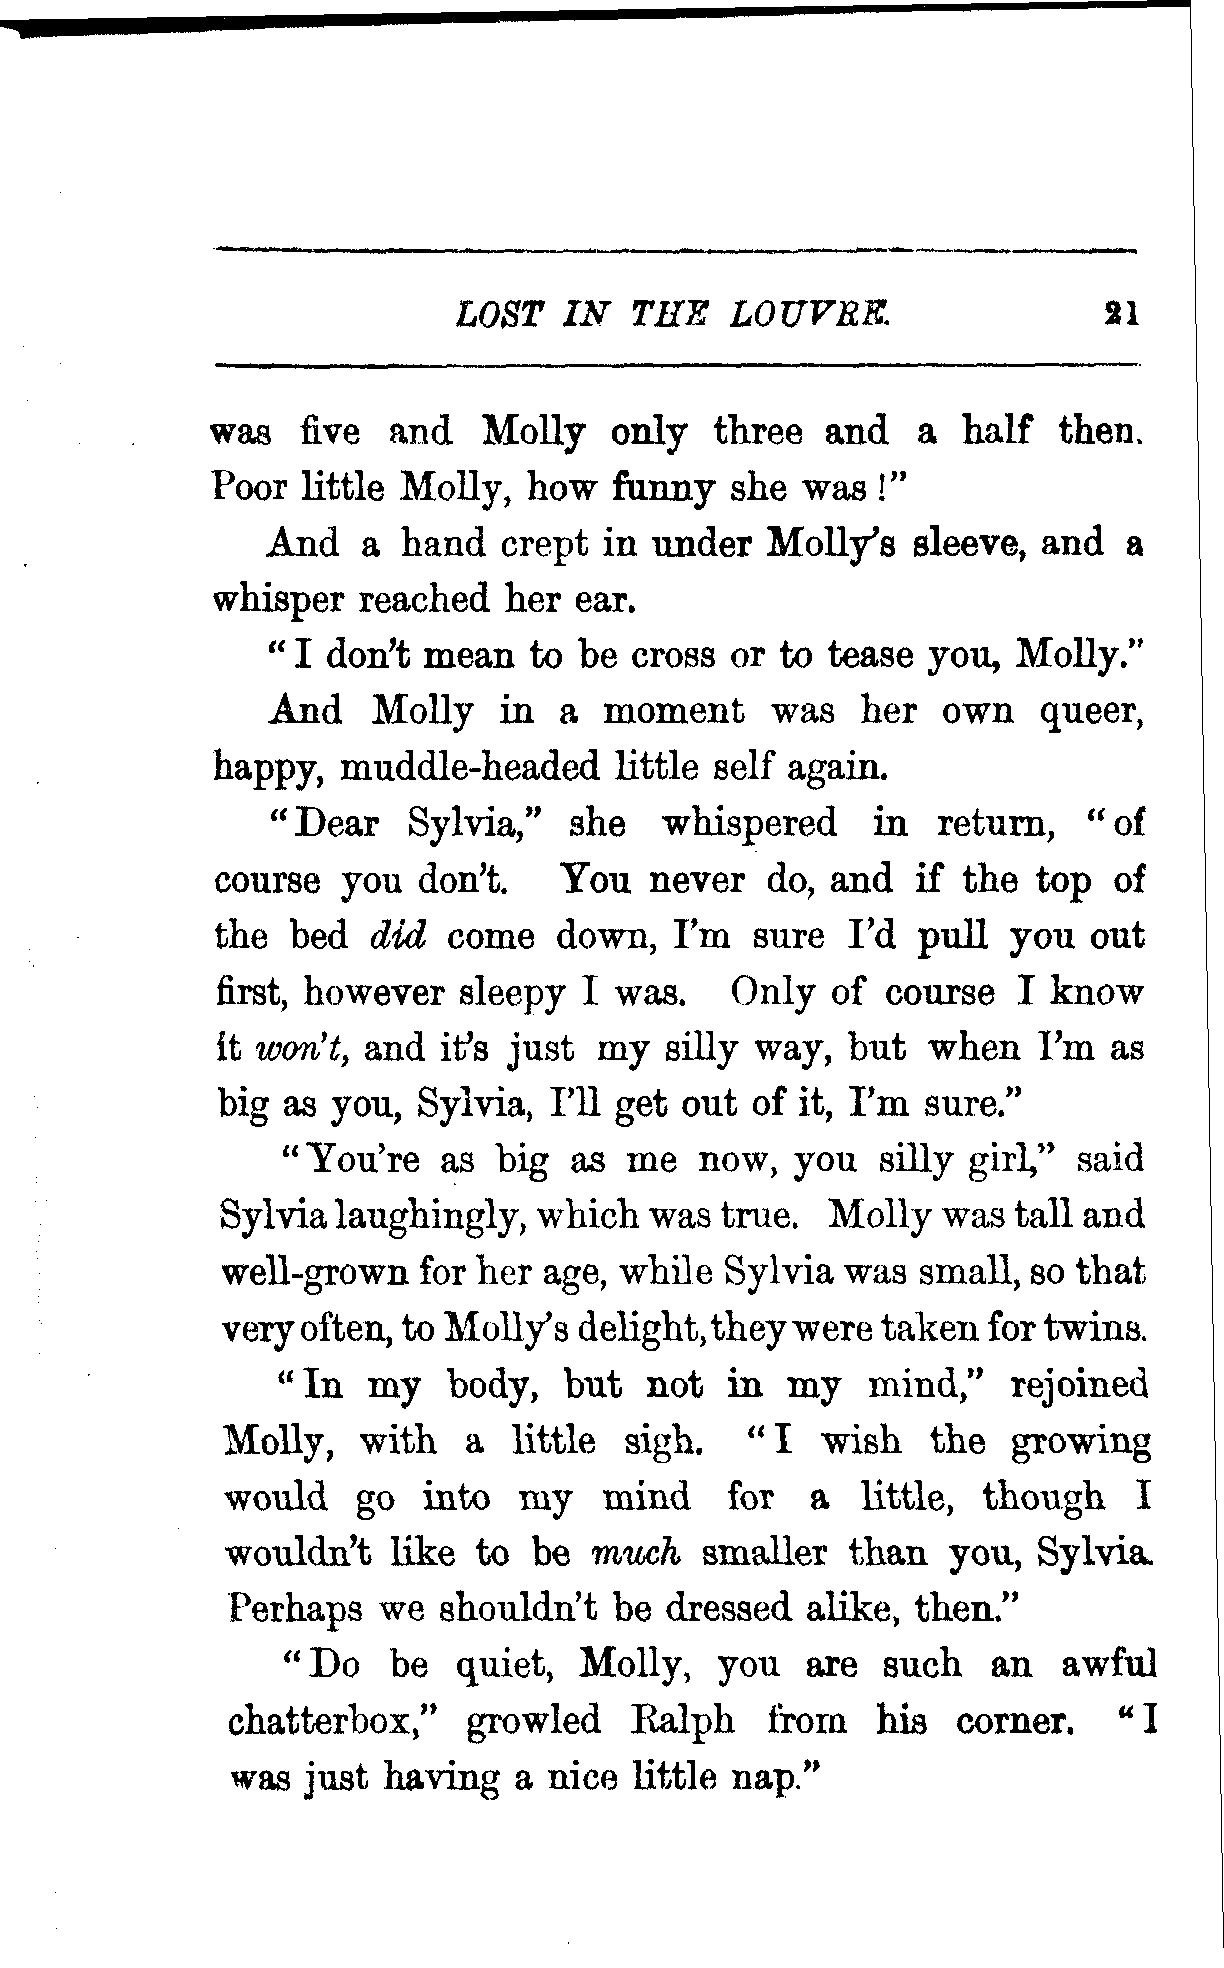 LOST IN THE LOUVRE. 21
was five and Molly only three and a half then.
Poor little Molly, how funny she was !"
And a hand crept in under Molly's sleeve, and a
whisper reached her ear.
"I don't mean to be cross or to tease you, Molly."
And Molly in a moment was her own queer,
happy, muddle-headed little self again.
"Dear Sylvia," she whispered in return, "of
course you don't. You never do, and if the top of
the bed did come down, I'm sure I'd pull you out
first, however sleepy I was. Only of course I know
it won't, and it's just my silly way, but when I'm as
big as you, Sylvia, I'll get out of it, I'm sure."
"You're as big as me now, you silly girl," said
Sylvia laughingly, which was true. Molly was tall and
well-grown for her age, while Sylvia was small, so that
very often, to Molly's delight, they were taken for twins.
"In my body, but not in my mind," rejoined
Molly, with a little sigh. "I wish the growing
would go into my mind for a little, though I
wouldn't like to be much smaller than you, Sylvia.
Perhaps we shouldn't be dressed alike, then."
"Do be quiet, Molly, you are such an awful
chatterbox," growled Ralph from his corner. "I
was just having a nice little nap."